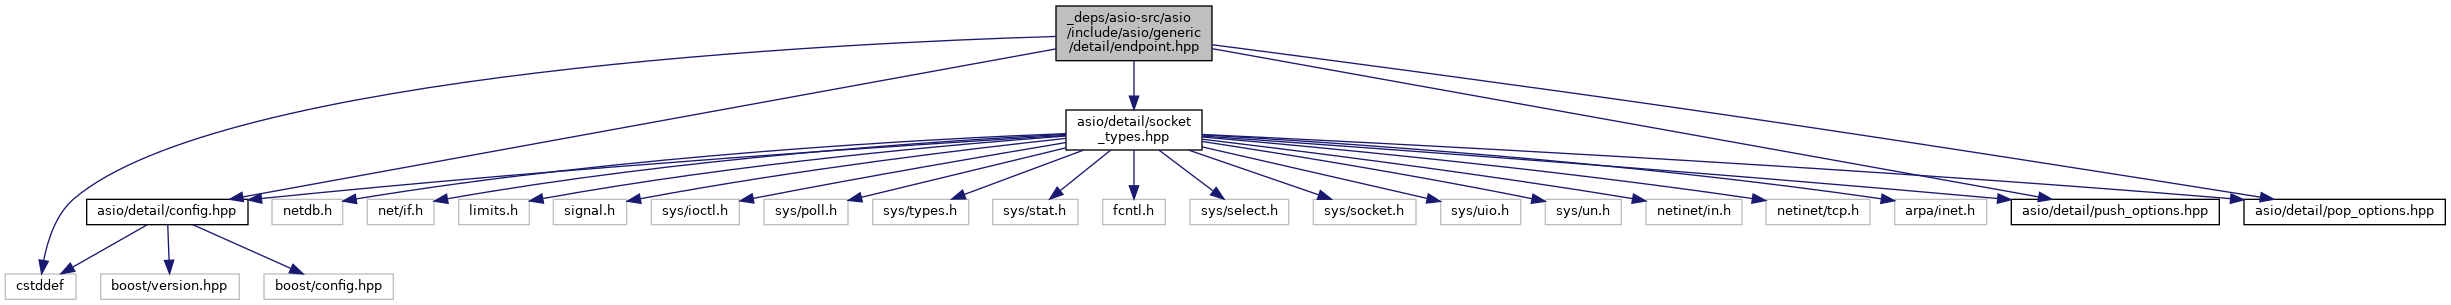 _deps/asio-src/asio
/include/asio/generic
/detail/endpoint.hpp
asio/detail/socket
_types.hpp
asio/detail/config.hpp
netdb.h
net/if.h
limits.h
signal.h
sys/ioctl.h
sys/poll.h
sys/types.h
sys/stat.h
fcntl.h
sys/select.h
sys/socket.h
sys/uio.h
sys/un.h
netinet/in.h
netinet/tcp.h
arpa/inet.h
asio/detail/push_options.hpp
asio/detail/pop_options.hpp
cstddef
boost/version.hpp
boost/config.hpp